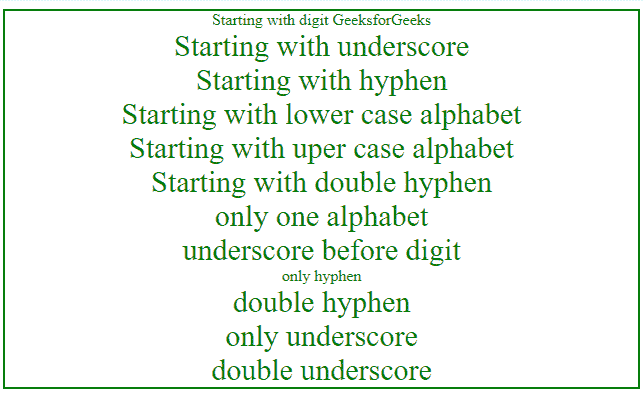 Starting with digit GeeksforGeeks
Starting with underscore
Starting with hyphen
Starting with lower case alphabet
Starting with uper case alphabet
Starting with double hyphen
only one alphabet
underscore before digit
only hyphen
double hyphen
only underscore
double underscore